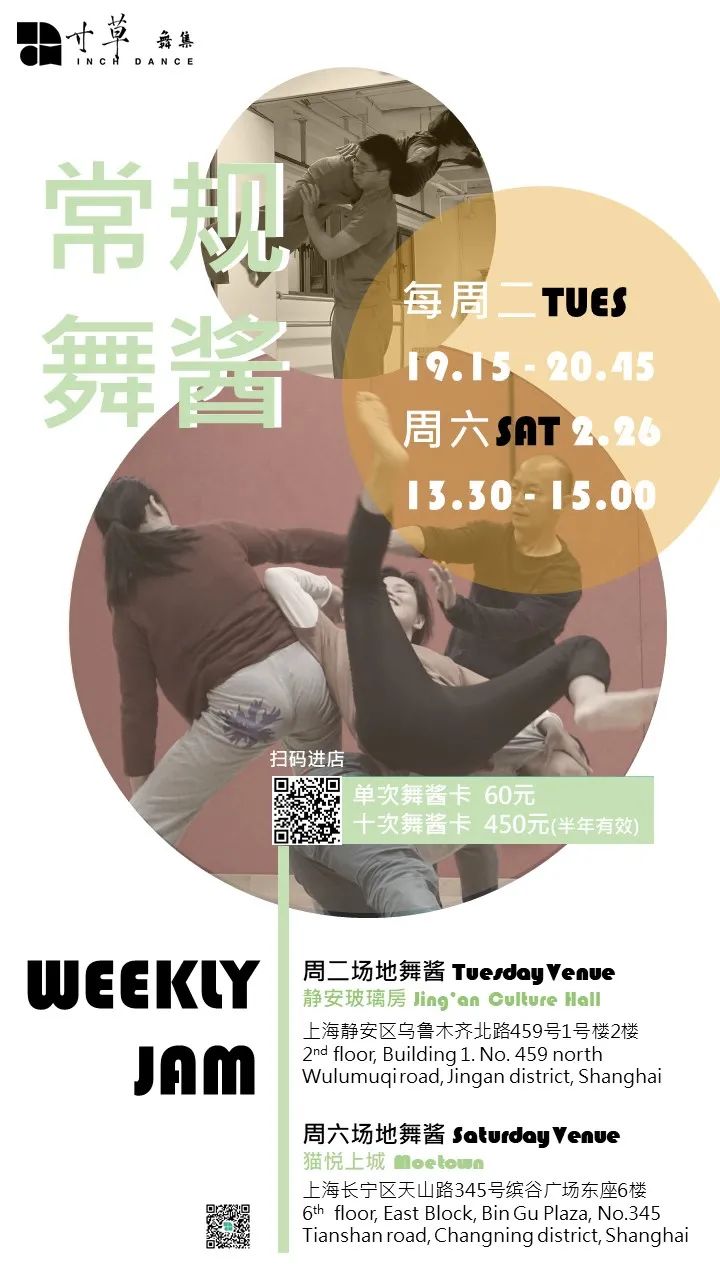 寸草 舞集
INCH DANCE
常规
舞酱
每周二TUES
19.15 - 20.45
周六SAT 2.26
13.30 - 15.00
扫码进店
单次舞酱卡 60元
十次舞酱卡 450元(半年有效)
WEEKLY
JAM
周二场地舞酱 Tuesday Venue
静安玻璃房 Jing'an Culture Hall
上海静安区乌鲁木齐北路459号1号楼2楼
2nd floor, Building 1. No. 459 north
Wulumuqi road, Jingan district, Shanghai
周六场地舞酱 Saturday Venue
猫悦上城 Moetown
上海长宁区天山路345号缤谷广场东座6楼
6th floor, East Block, Bin Gu Plaza, No.345
Tianshan road, Changning district, Shanghai